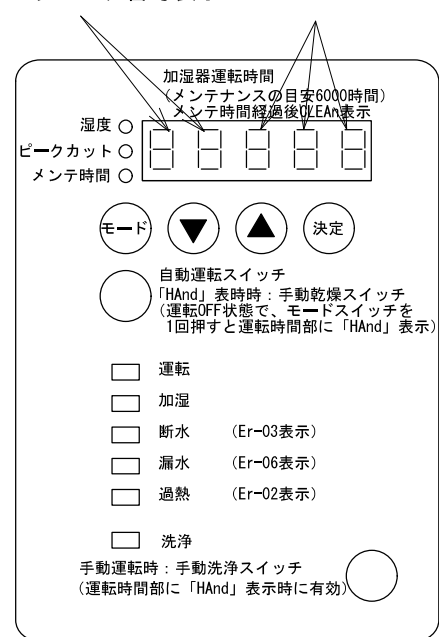 加湿器運転時間
(メンテナンスの目安6000時間)
メンテ時間経過後CLEAn表示
湿度
ピークカット
メンテ時間
モード
▼
▲
決定
自動運転スイッチ
「HAnd」表時時:手動乾燥スイッチ
(運転OFF状態で、モードスイッチを
1回押すと運転時間部に「HAnd」表示)
運転
加湿
断水 (Er-03表示)
漏水 (Er-06表示)
過熱 (Er-02表示)
洗浄
手動運転時:手動洗浄スイッチ
(運転時間部に「HAnd」表示時に有効)